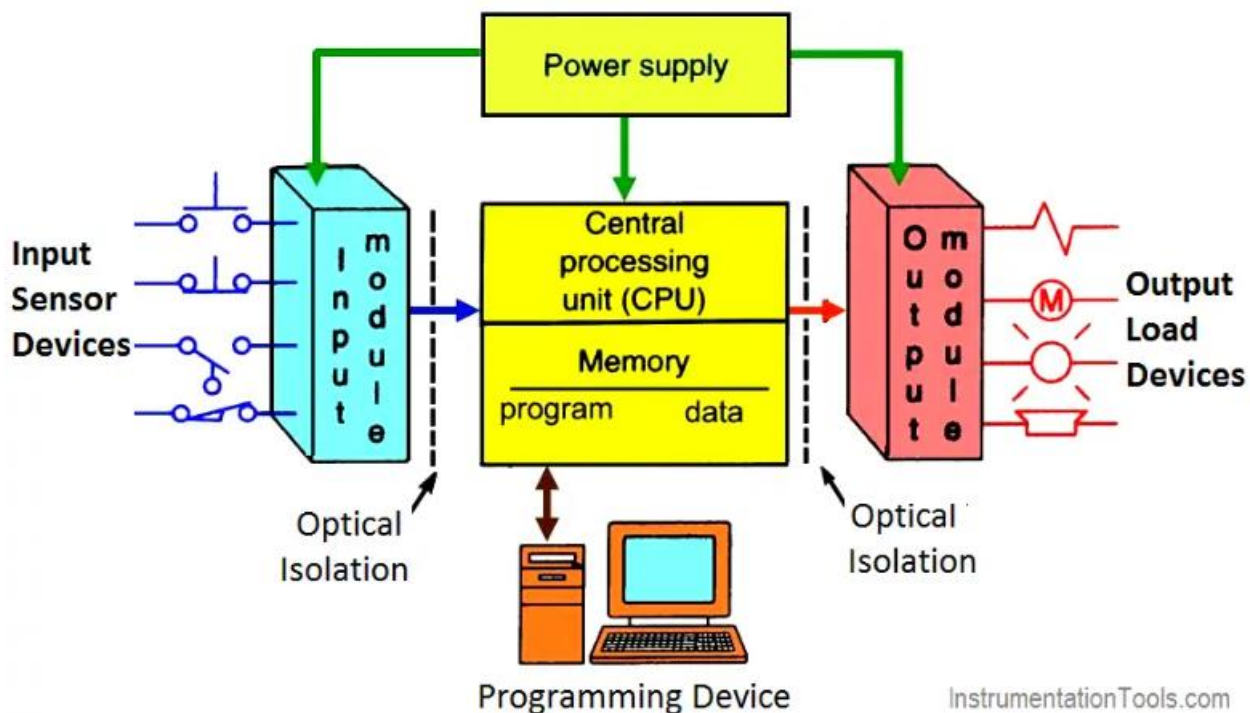 Power supply
Input
Sensor
Devices
Input
module
Central
processing
unit (CPU)
Memory
program data
Output
module
M
Output
Load
Devices
Optical
Isolation
Optical
Isolation
Programming Device
InstrumentationTools.com